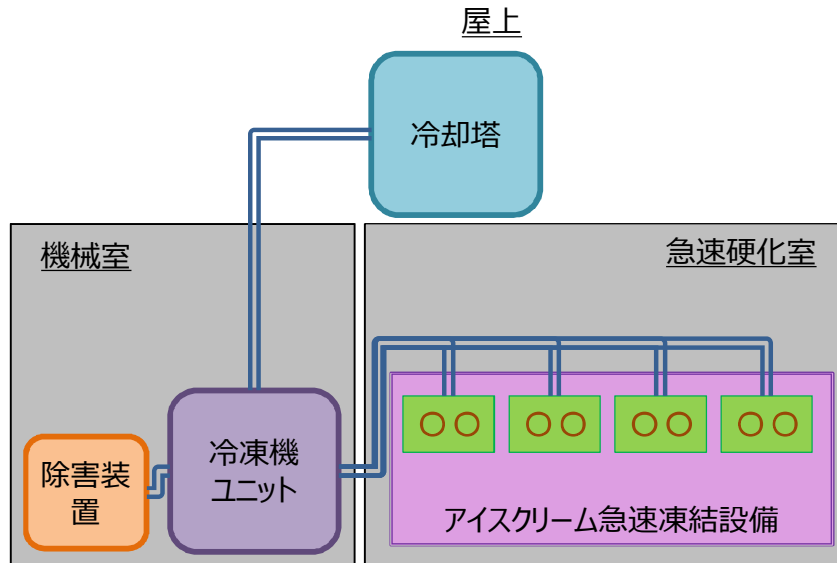 屋上
冷却塔
機械室
急速硬化室
冷凍機
ユニット
除害装
置
アイスクリーム急速凍結設備